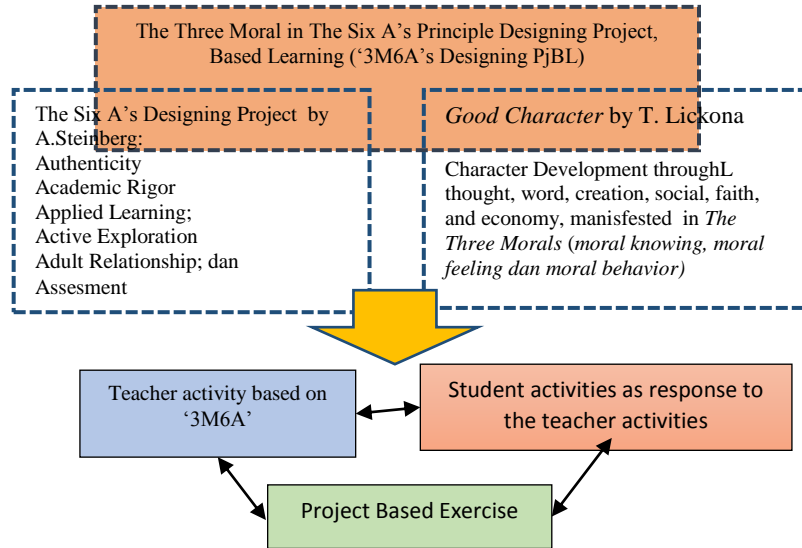 The Three Moral in The Six A's Principle Designing Project,
Based Learning ('3M6A's Designing PjBL)
The Six A's Designing Project by
A.Steinberg:
Authenticity
Academic Rigor
Applied Learning;
Active Exploration
Adult Relationship; dan
Assesment
Good Character by T. Lickona
Character Development throughL
thought, word, creation, social, faith,
and economy, manisfested in The
Three Morals (moral knowing, moral
feeling dan moral behavior)
Teacher activity based on
‘3M6A’
Student activities as response to
the teacher activities
Project Based Exercise